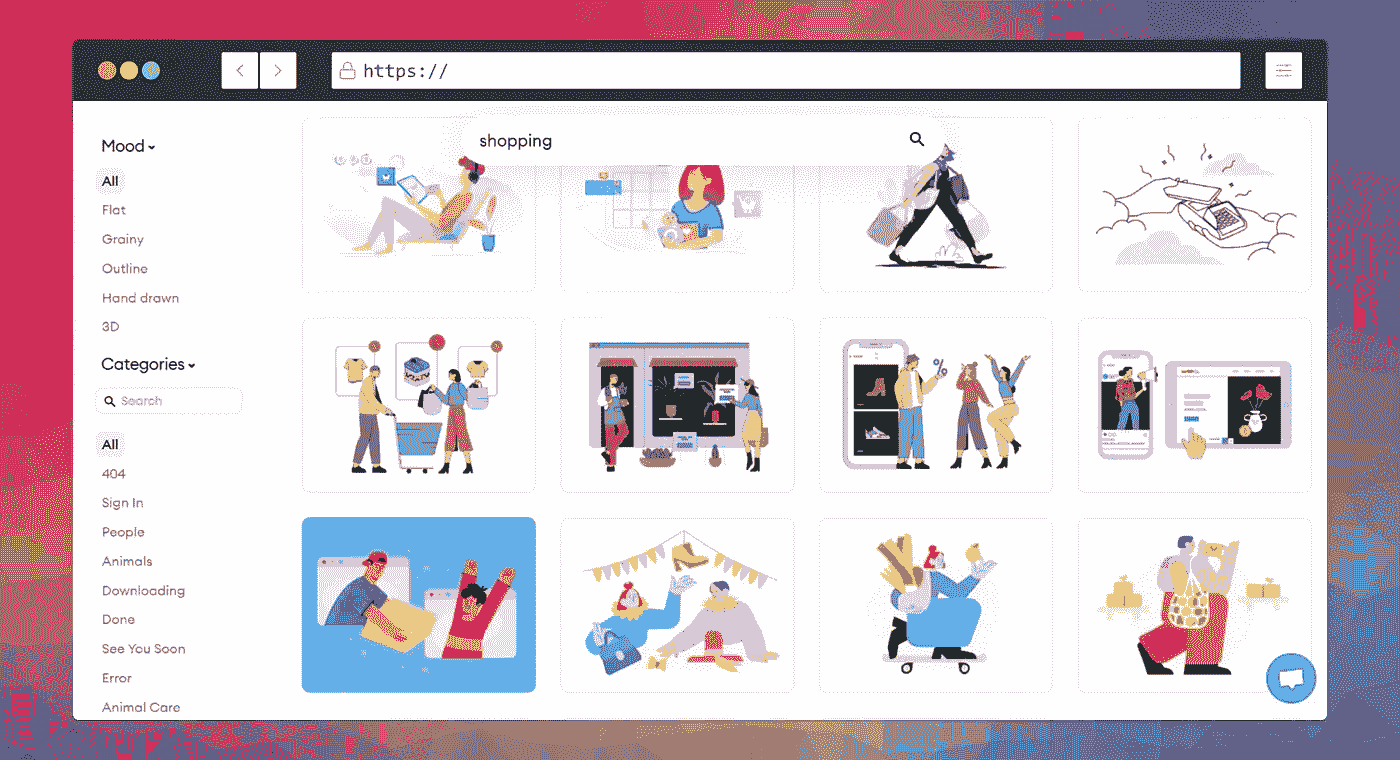 https://
shopping
Mood
All
Flat
Grainy
Outline
Hand drawn
3D
Categories
Search
All
404
Sign In
People
Animals
Downloading
Done
See You Soon
Error
Animal Care
%